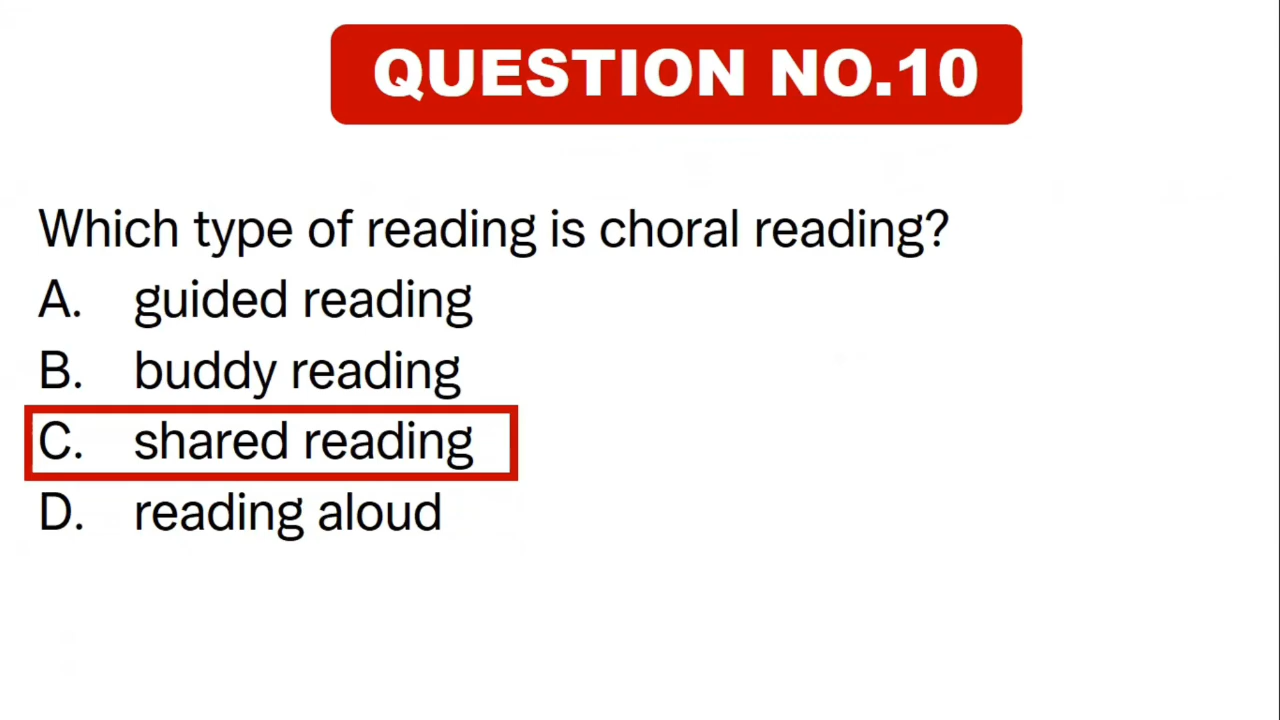 QUESTION NO.10
Which type of reading is choral reading?
A. guided reading
B. buddy reading
C. shared reading
D. reading aloud